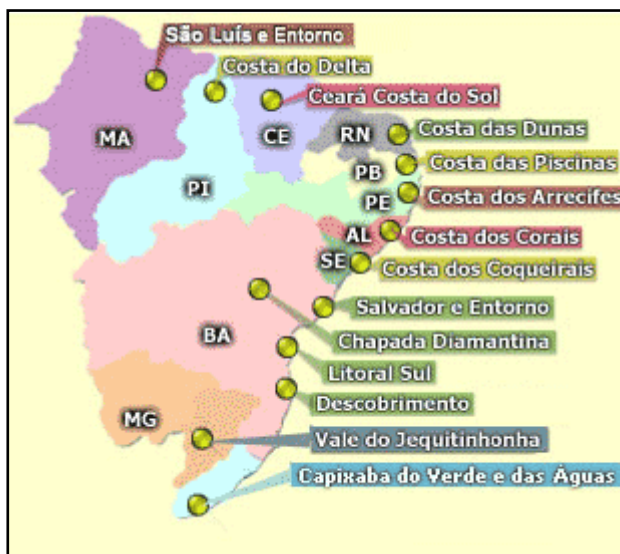 São Luís e Entorno
Costa do Delta
Ceará Costa do Sol
MA
CE
RN
Costa das Dunas
PB
Costa das Piscinas
PI
PE
Costa dos Arrecifes
AL
Costa dos Corais
SE
Costa dos Coqueirais
Salvador e Entorno
BA
Chapada Diamantina
Litoral Sul
Descobrimento
MG
Vale do Jequitinhonha
Capixaba do Verde e das Águas